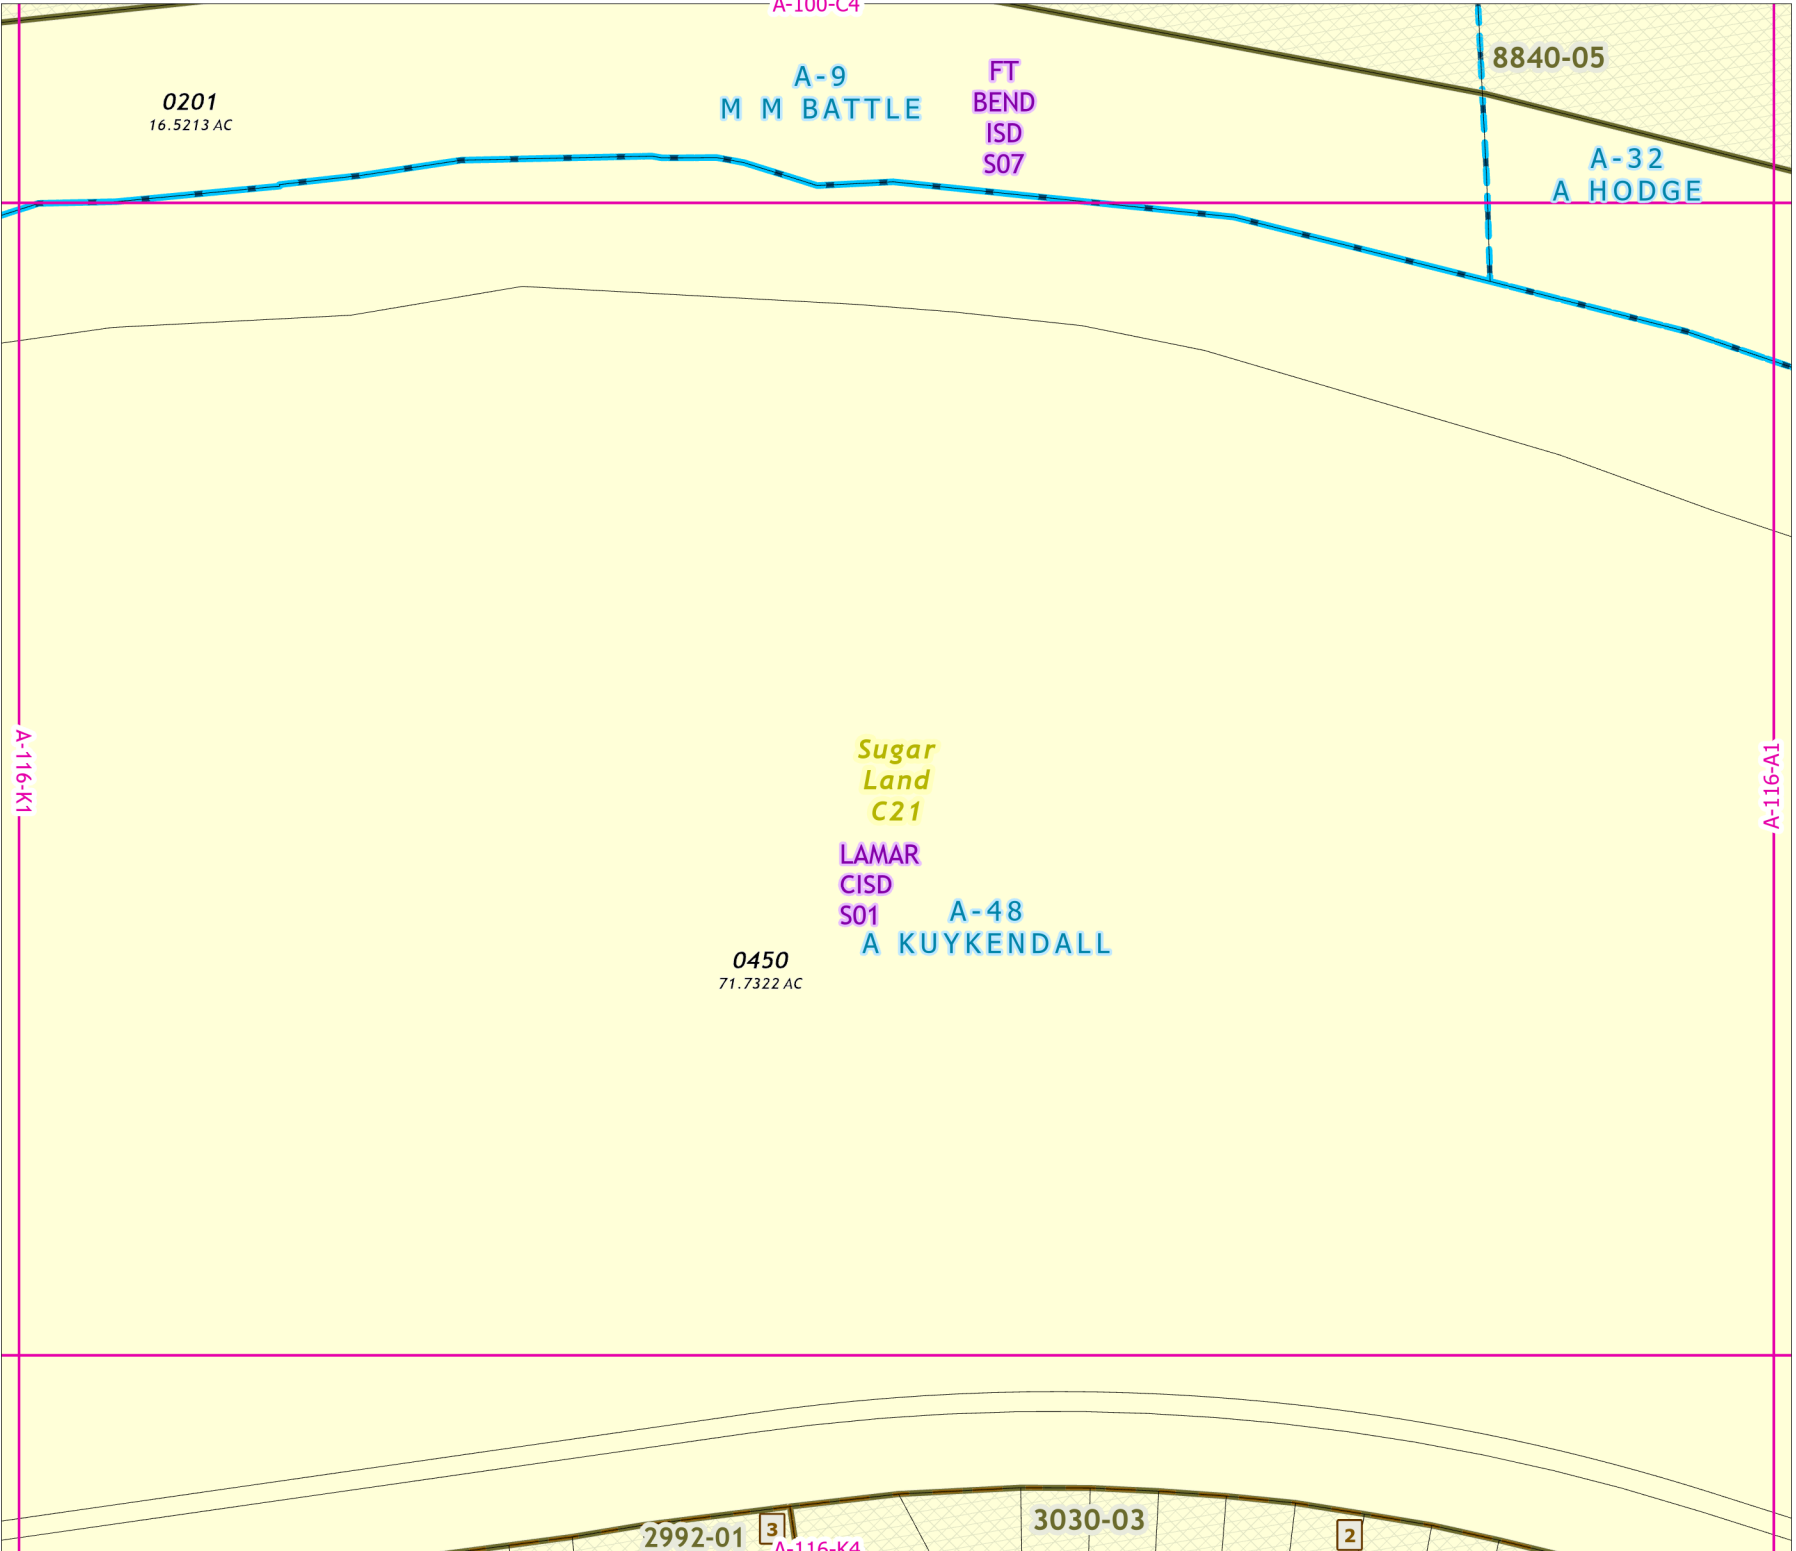 A-100-C4
8840-05
A-9
M M BATTLE
FT
BEND
ISD
S07
0201
16.5213 AC
A-32
A HODGE
A-116-K1
A-116-A1
Sugar
Land
C21
LAMAR
CISD
S01
A-48
A KUYKENDALL
0450
71.7322 AC
2992-01
3
3030-03
2
A-116-K4